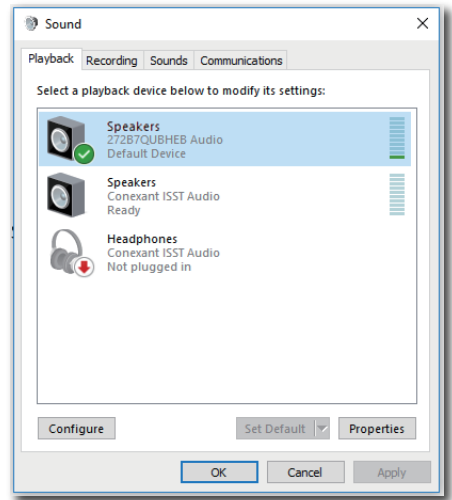 Sound
Playback Recording Sounds Communications
Select a playback device below to modify its settings:
Speakers
272B7QUBHEB Audio
Default Device
Speakers
Conexant ISST Audio
Ready
Headphones
Conexant ISST Audio
Not plugged in
Configure Set Default Properties
OK Cancel Apply